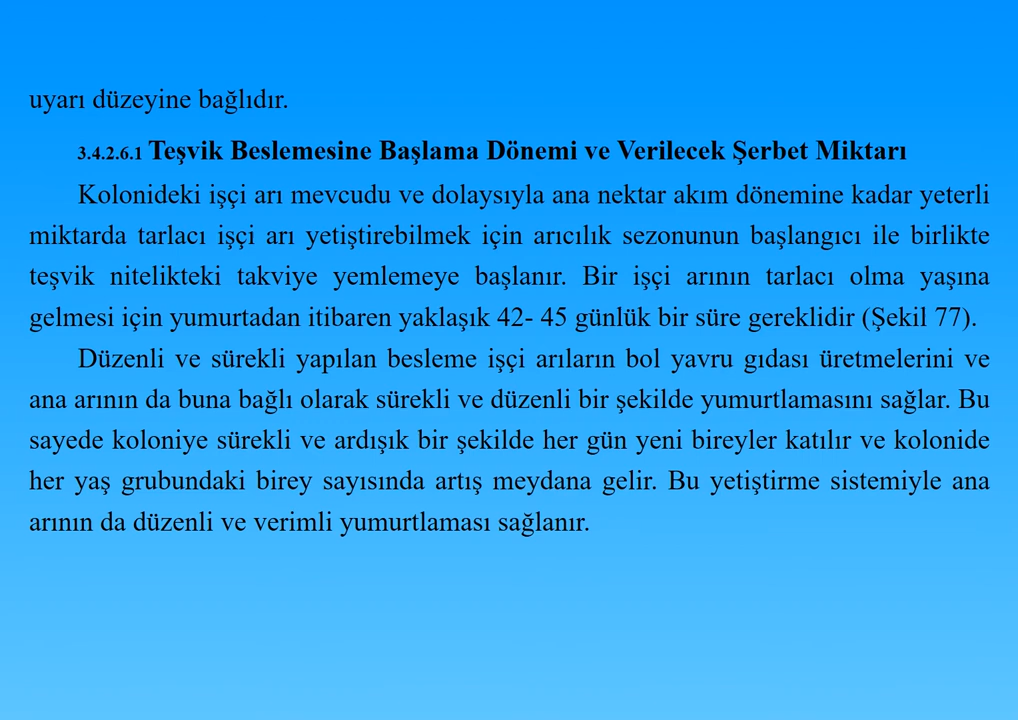 uyarı düzeyine bağlıdır.
3.4.2.6.1 Teşvik Beslemesine Başlama Dönemi ve Verilecek Şerbet Miktarı
Kolonideki işçi arı mevcudu ve dolaysıyla ana nektar akım dönemine kadar yeterli
miktarda tarlacı işçi arı yetiştirebilmek için arıcılık sezonunun başlangıcı ile birlikte
teşvik nitelikteki takviye yemlemeye başlanır. Bir işçi arının tarlacı olma yaşına
gelmesi için yumurtadan itibaren yaklaşık 42- 45 günlük bir süre gereklidir (Şekil 77).
Düzenli ve sürekli yapılan besleme işçi arıların bol yavru gıdası üretmelerini ve
ana arının da buna bağlı olarak sürekli ve düzenli bir şekilde yumurtlamasını sağlar. Bu
sayede koloniye sürekli ve ardışık bir şekilde her gün yeni bireyler katılır ve kolonide
her yaş grubundaki birey sayısında artış meydana gelir. Bu yetiştirme sistemiyle ana
arının da düzenli ve verimli yumurtlaması sağlanır.